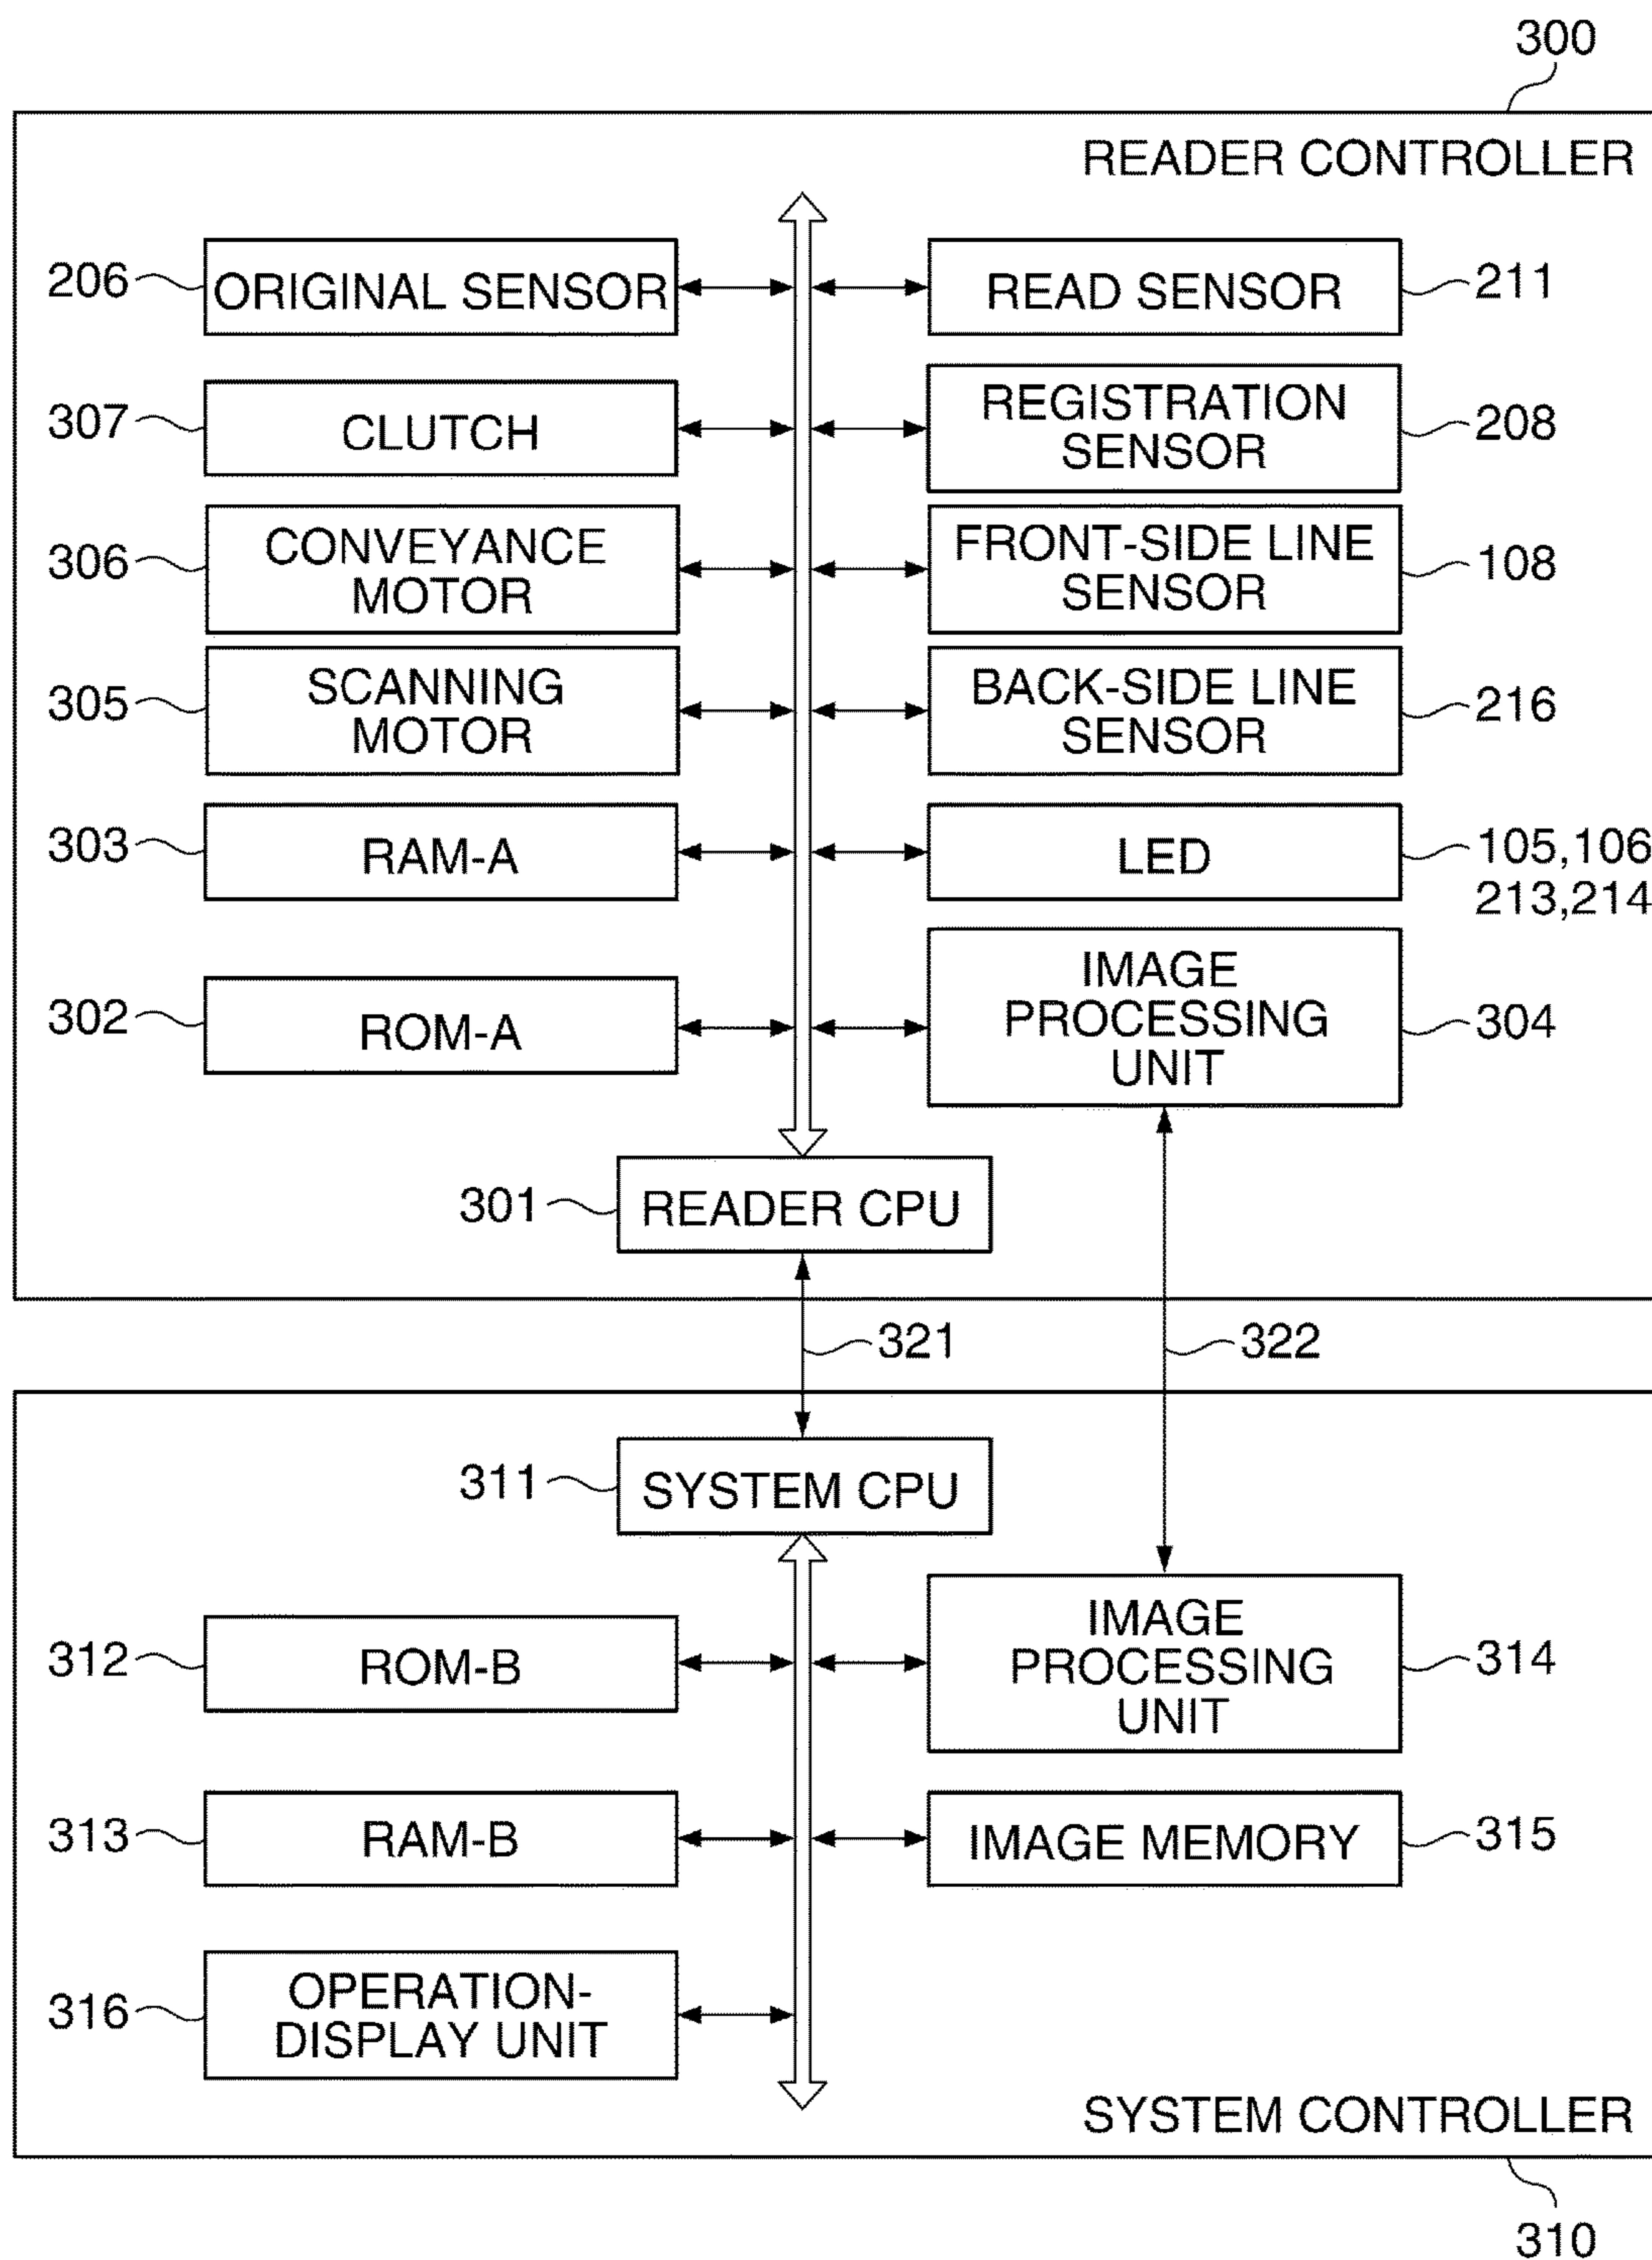 300
READER CONTROLLER
206
ORIGINAL SENSOR
READ SENSOR
211
307
CLUTCH
REGISTRATION
SENSOR
208
306
CONVEYANCE
MOTOR
FRONT-SIDE LINE
SENSOR
108
305
SCANNING
MOTOR
BACK-SIDE LINE
SENSOR
216
303
RAM-A
LED
105,106
213,214
302
ROM-A
IMAGE
PROCESSING
UNIT
304
301
READER CPU
321
322
311
SYSTEM CPU
312
ROM-B
IMAGE
PROCESSING
UNIT
314
313
RAM-B
IMAGE MEMORY
315
316
OPERATION-
DISPLAY UNIT
SYSTEM CONTROLLER
310